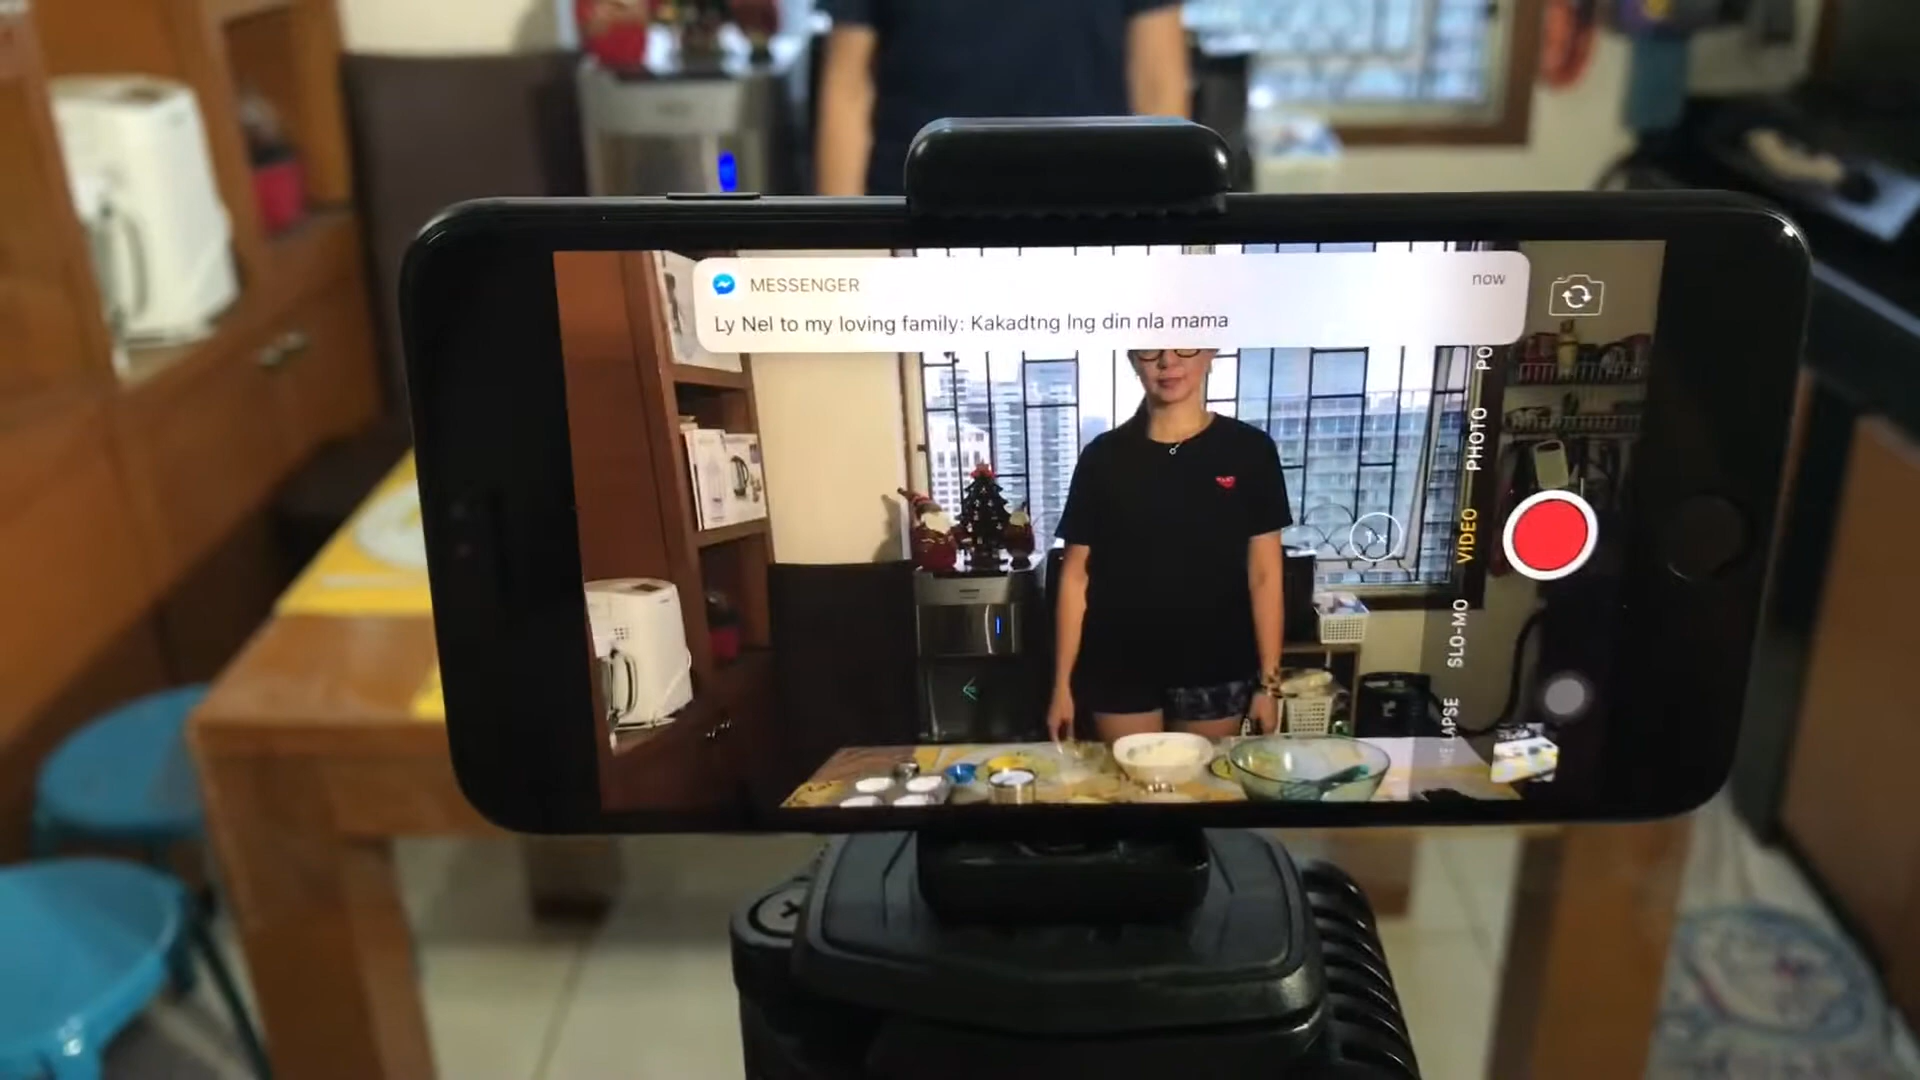 MESSENGER
now
Ly Nel to my loving family: Kakadtng lng din nla mama
PO
PHOTO
VIDEO
SLO-MO
LAPSE
1x